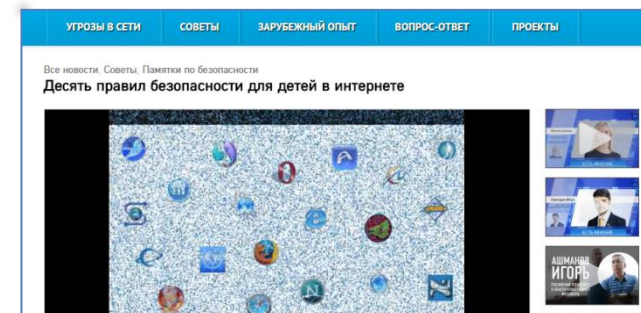 УГРОЗЫ В СЕТИ СОВЕТЫ ЗАРУБЕЖНЫЙ ОПЫТ ВОПРОС-ОТВЕТ ПРОЕКТЫ
Все новости, Советы, Памятки по безопасности
Десять правил безопасности для детей в интернете
ЕСТЬ МНЕНИЕ
ЕСТЬ МНЕНИЕ
АШМАНОВ
ИГОРЬ